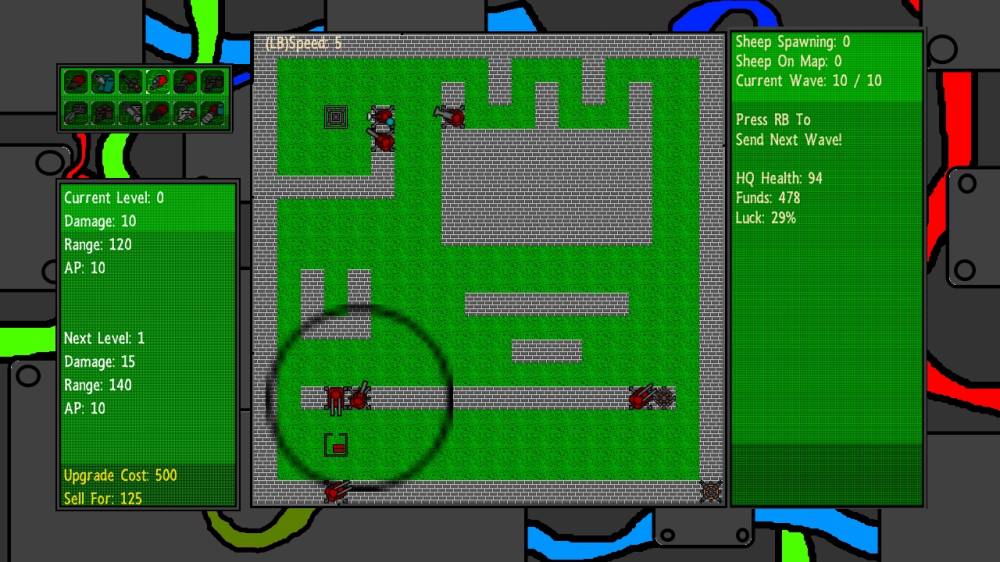 (LB)Speed: 5
Current Level: 0
Damage: 10
Range: 120
AP: 10
Next Level: 1
Damage: 15
Range: 140
AP: 10
Upgrade Cost: 500
Sell For: 125
Sheep Spawning: 0
Sheep On Map: 0
Current Wave: 10 / 10
Press RB To
Send Next Wave!
HQ Health: 94
Funds: 478
Luck: 29%